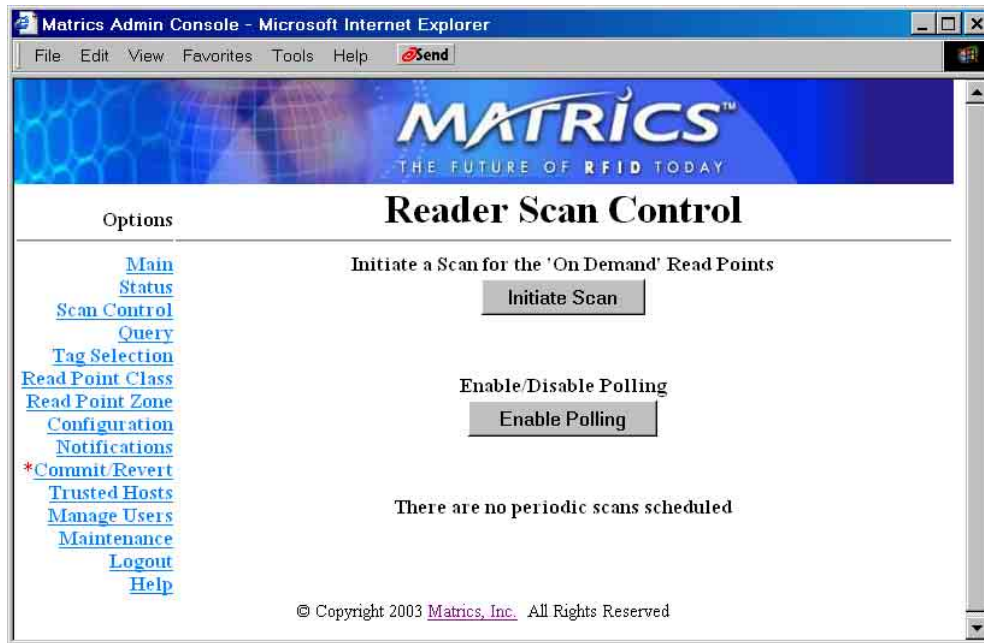 Matrics Admin Console - Microsoft Internet Explorer
File Edit View Favorites Tools Help eSend
MATRICS™
THE FUTURE OF RFID TODAY
Options
Reader Scan Control
Main
Status
Scan Control
Query
Tag Selection
Read Point Class
Read Point Zone
Configuration
Notifications
*Commit/Revert
Trusted Hosts
Manage Users
Maintenance
Logout
Help
Initiate a Scan for the 'On Demand' Read Points
Initiate Scan
Enable/Disable Polling
Enable Polling
There are no periodic scans scheduled
© Copyright 2003 Matrics, Inc. All Rights Reserved